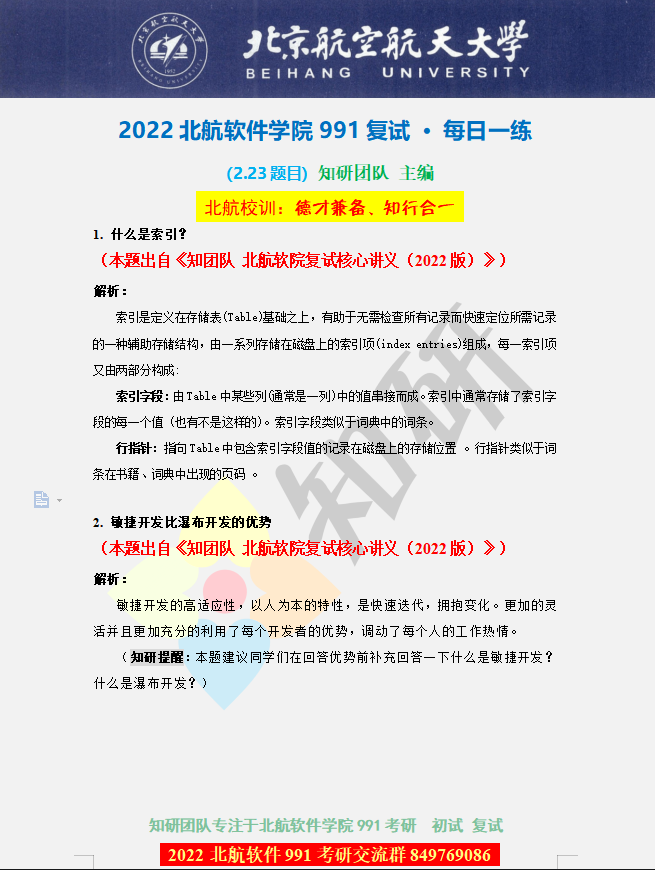 北京航空航天大学
BEIHANG UNIVERSITY
2022 北航软件学院 991 复试 · 每日一练
(2.23 题目) 知研团队 主编
北航校训：德才兼备、知行合一
1. 什么是索引？
（本题出自《知团队 北航软院复试核心讲义（2022 版）》）
解析：
索引是定义在存储表(Table)基础之上，有助于无需检查所有记录而快速定位所需记录
的一种辅助存储结构，由一系列存储在磁盘上的索引项(index entries)组成，每一索引项
又由两部分构成：
索引字段：由 Table 中某些列(通常是一列)中的值串接而成。索引中通常存储了索引字
段的每一个值（也有不是这样的）。索引字段类似于词典中的词条。
行指针：指向 Table 中包含索引字段值的记录在磁盘上的存储位置 。行指针类似于词
条在书籍、词典中出现的页码 。
知研
2. 敏捷开发比瀑布开发的优势
（本题出自《知团队 北航软院复试核心讲义（2022 版）》）
解析：
敏捷开发的高适应性，以人为本的特性，是快速迭代，拥抱变化。更加的灵
活并且更加充分的利用了每个开发者的优势，调动了每个人的工作热情。
（知研提醒：本题建议同学们在回答优势前补充回答一下什么是敏捷开发？
什么是瀑布开发？）
知研团队专注于北航软件学院 991 考研 初试 复试
2022 北航软件 991 考研交流群 849769086